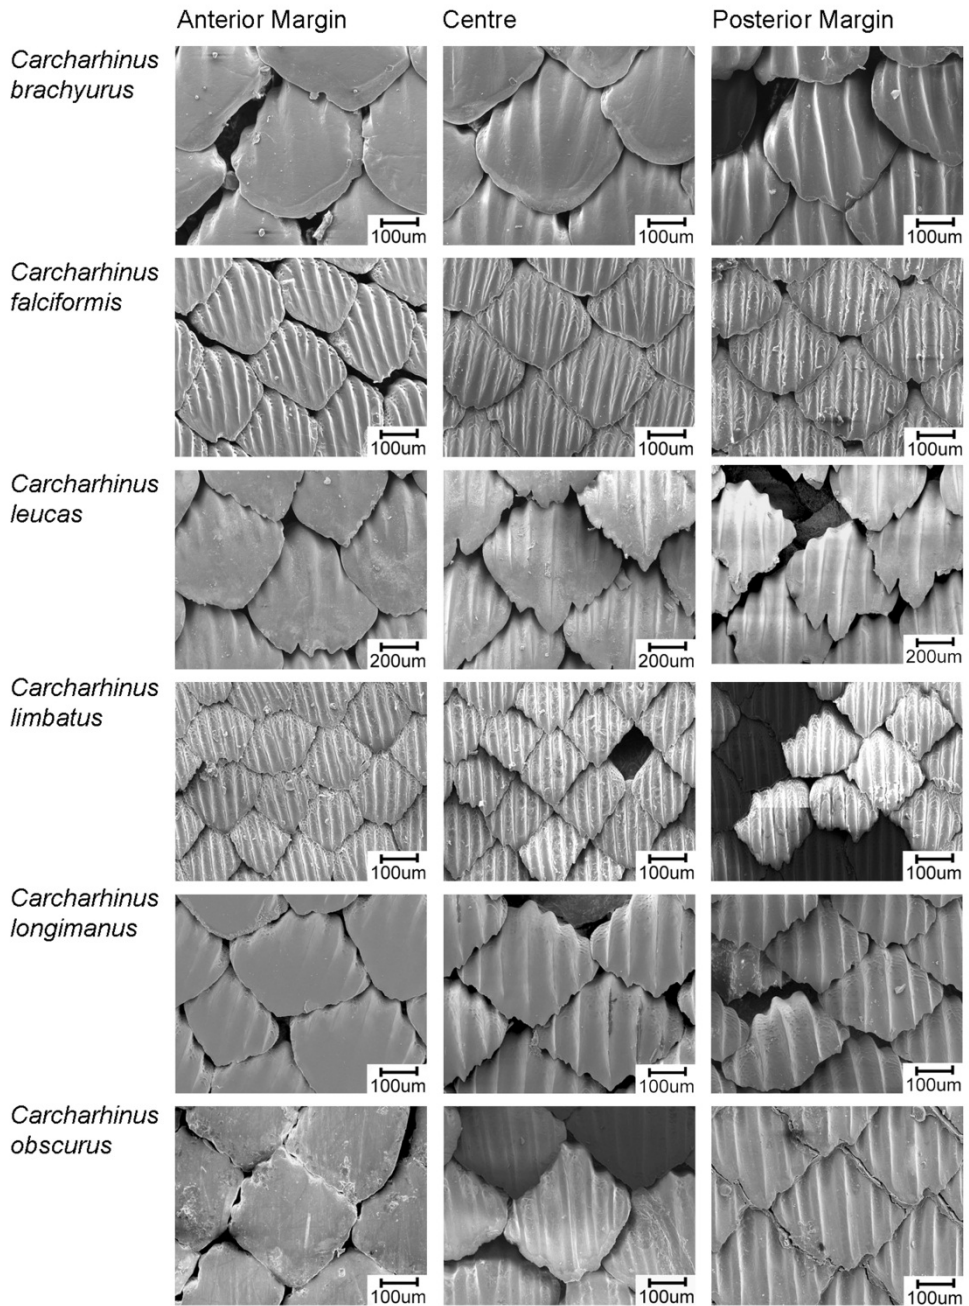 Anterior Margin Centre Posterior Margin
Carcharhinus
brachyurus
100um 100um 100um
Carcharhinus
falciformis
100um 100um 100um
Carcharhinus
leucas
200um 200um 200um
Carcharhinus
limbatus
100um 100um 100um
Carcharhinus
longimanus
100um 100um 100um
Carcharhinus
obscurus
100um 100um 100um